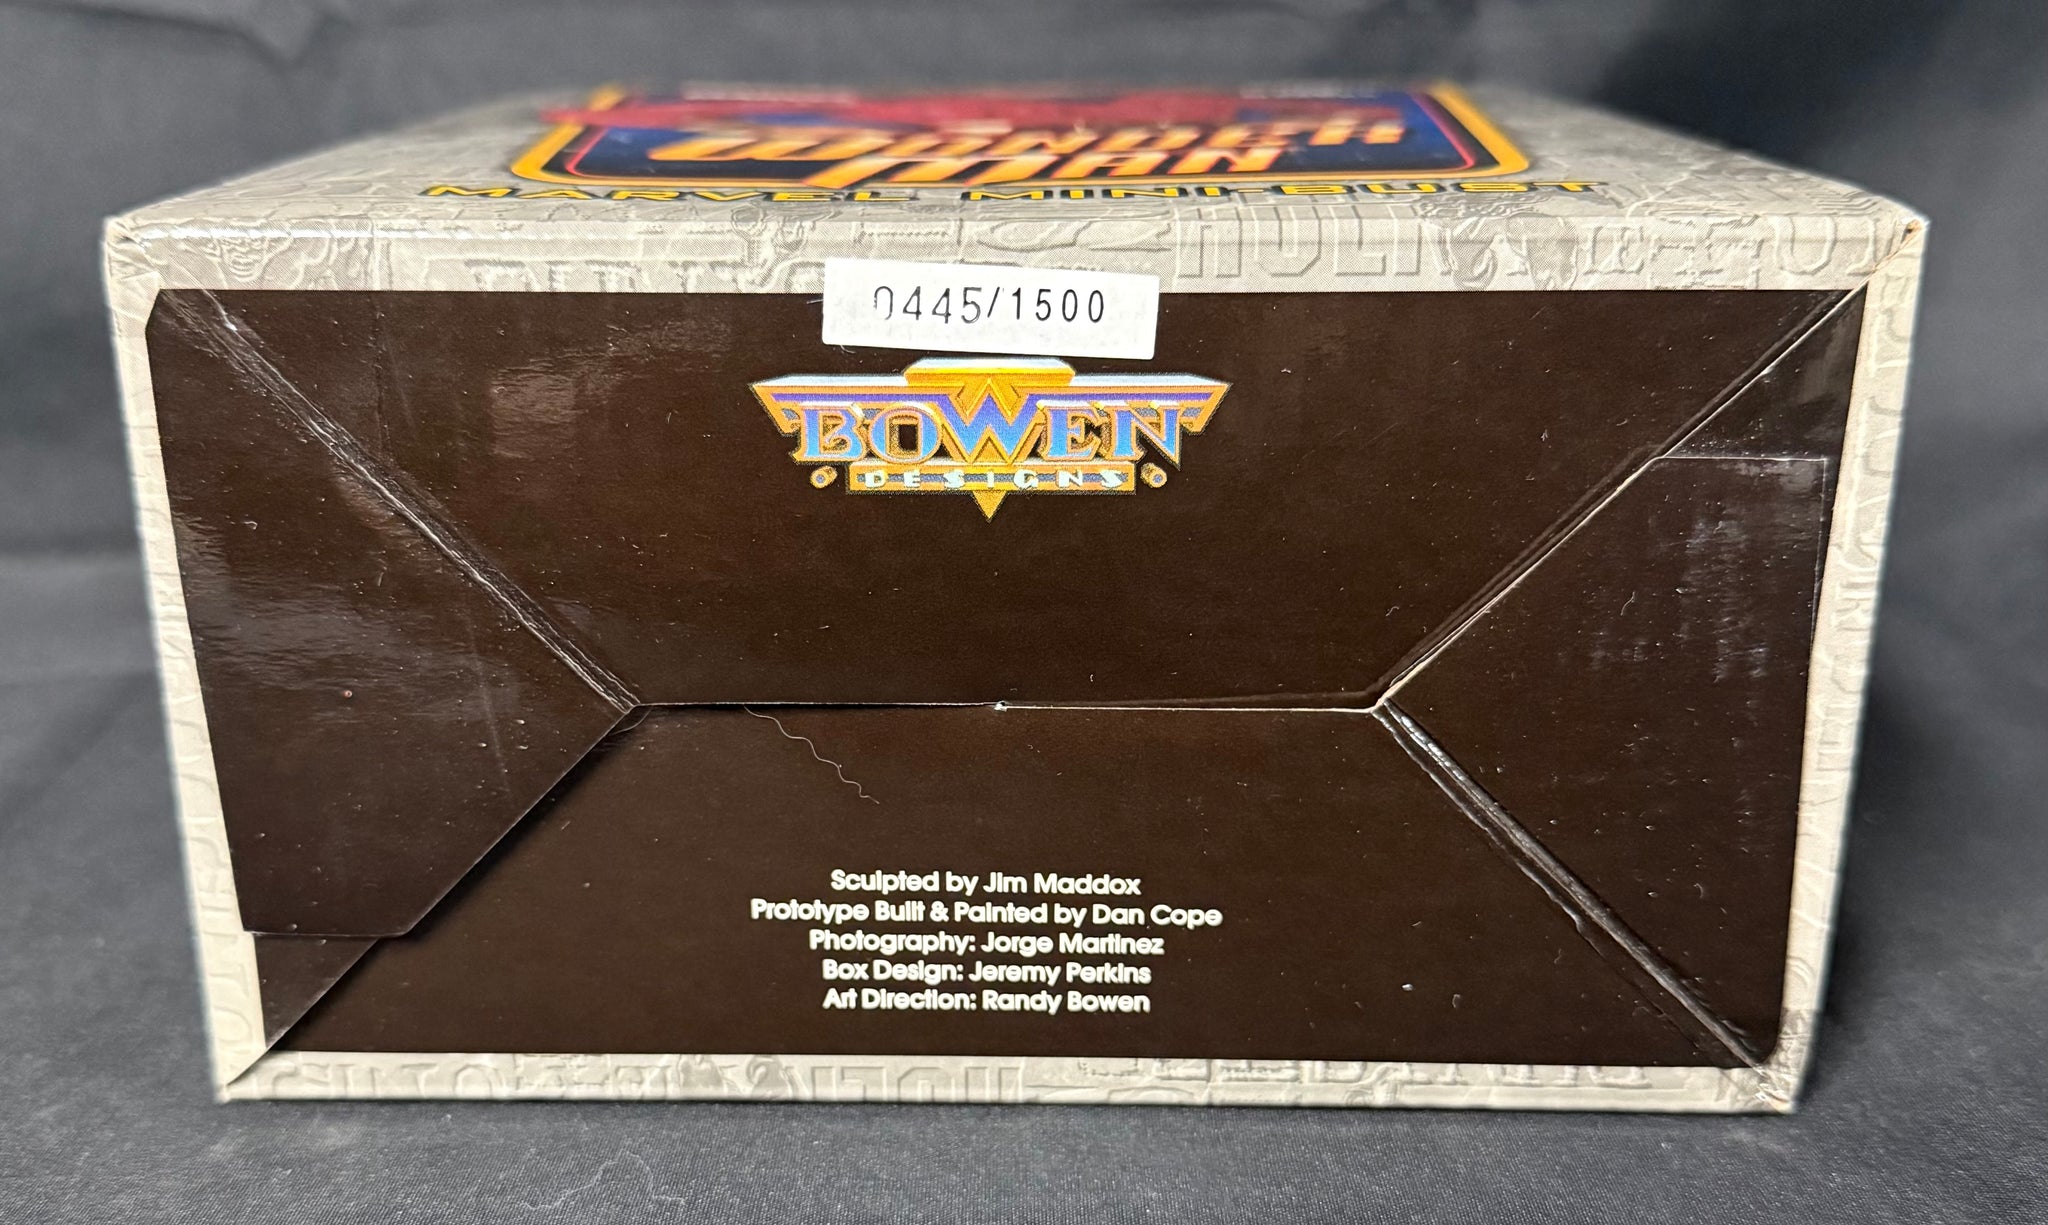 WONDER
MAN
MARVEL MINI-BUST
0445/1500
BOWEN
DESIGNS
Sculpted by Jim Maddox
Prototype Built & Painted by Dan Cope
Photography: Jorge Martinez
Box Design: Jeremy Perkins
Art Direction: Randy Bowen
HULK